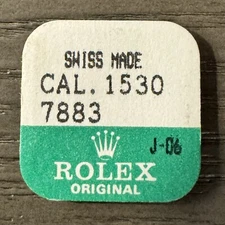 SWISS MADE
CAL. 1530
7883
J-06
ROLEX
ORIGINAL